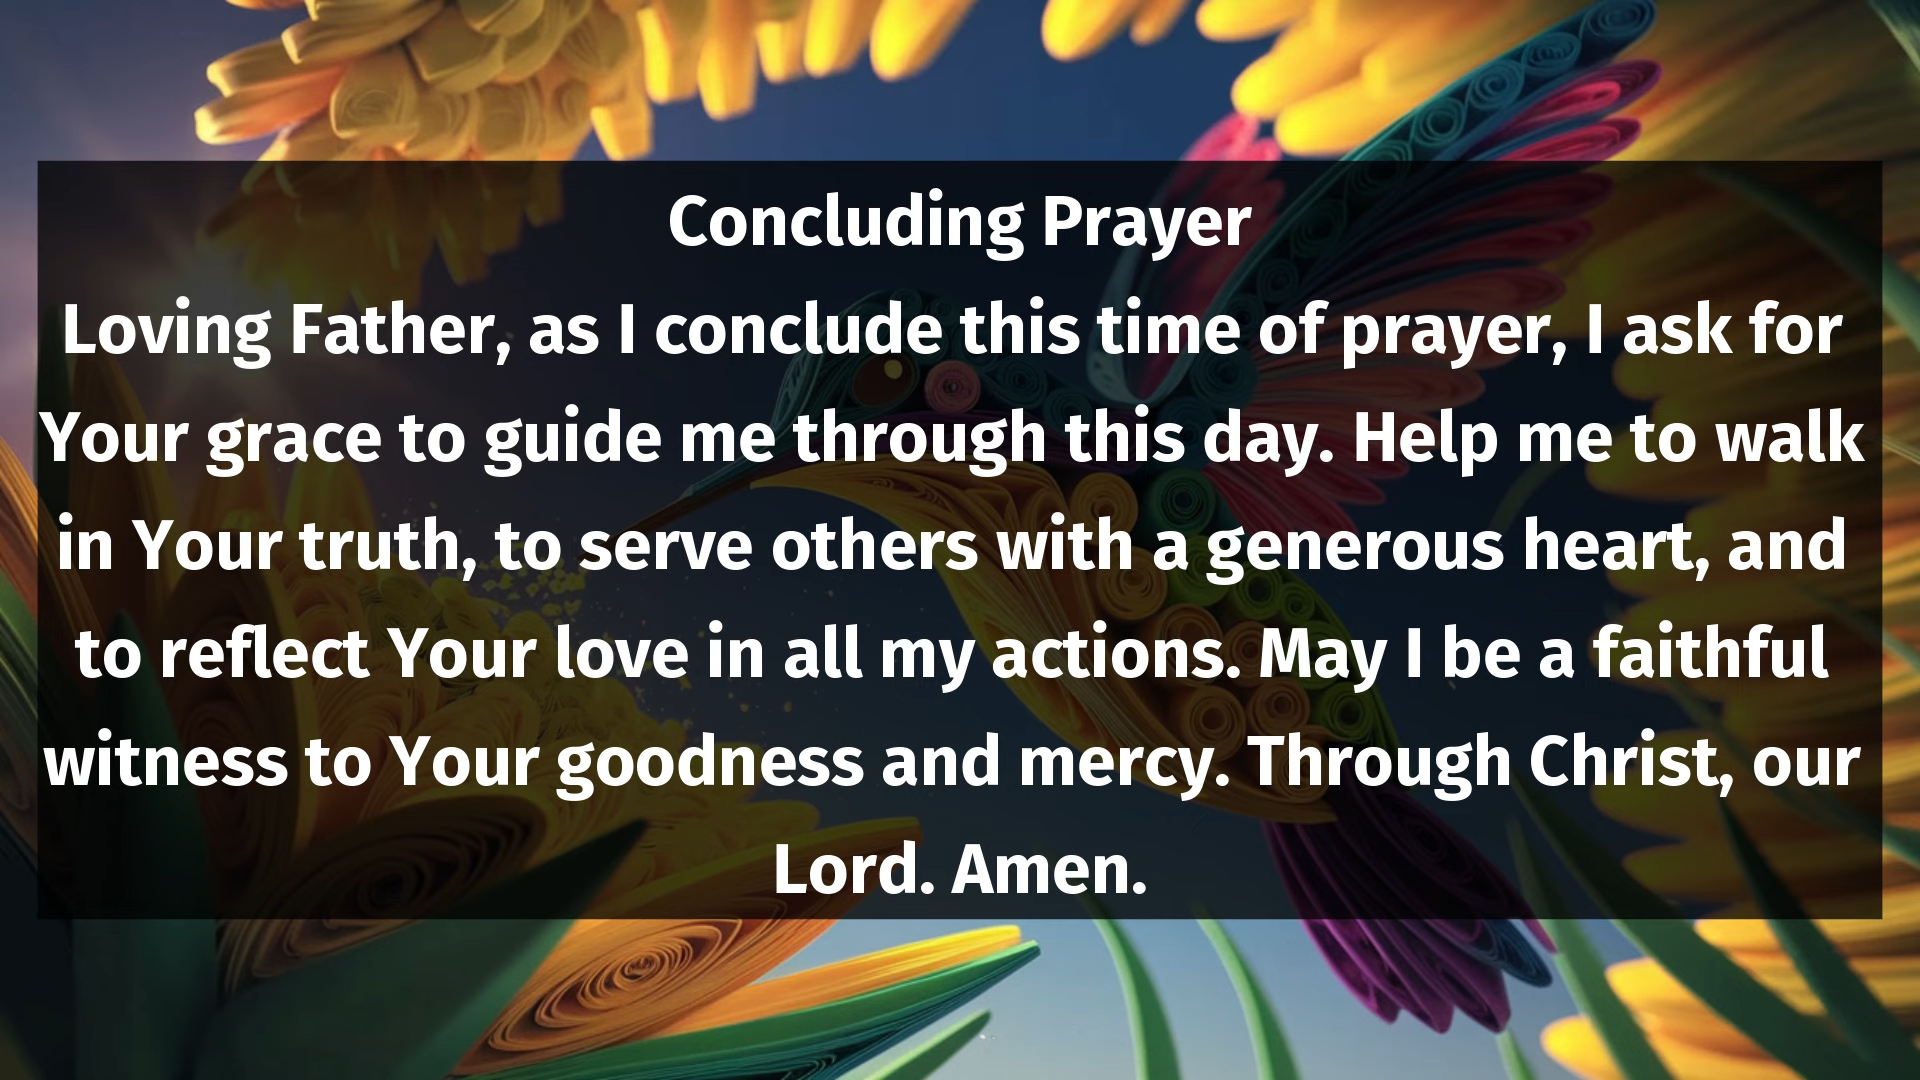 Concluding Prayer
Loving Father, as I conclude this time of prayer, I ask for
Your grace to guide me through this day. Help me to walk
in Your truth, to serve others with a generous heart, and
to reflect Your love in all my actions. May I be a faithful
witness to Your goodness and mercy. Through Christ, our
Lord. Amen.